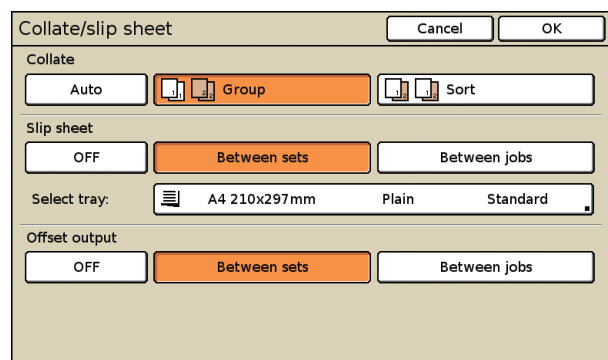 Collate/slip sheet Cancel OK
Collate
Auto Group Sort
Slip sheet
OFF Between sets Between jobs
Select tray: A4 210x297mm Plain Standard
Offset output
OFF Between sets Between jobs